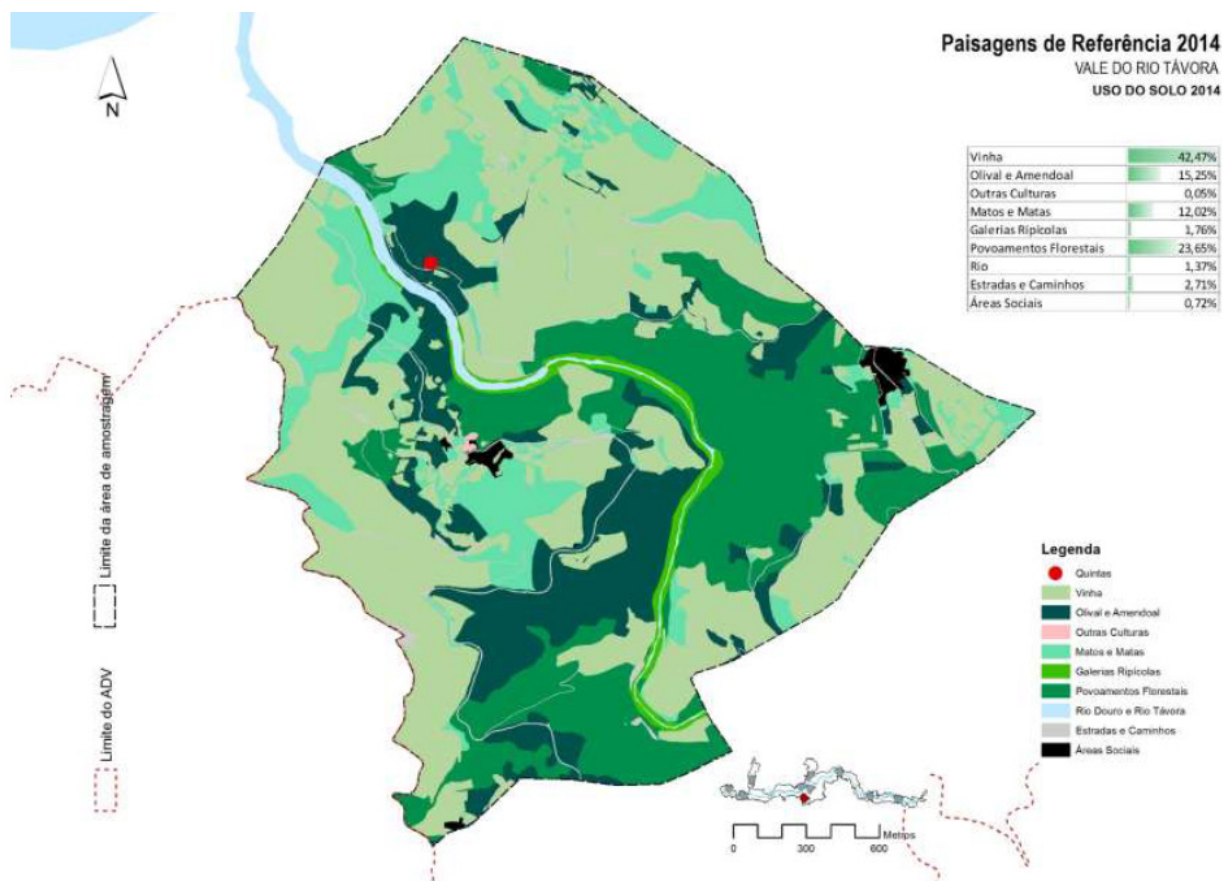 Paisagens de Referência 2014
VALE DO RIO TÁVORA
USO DO SOLO 2014
N
Vinha 42,47%
Olival e Amendoal 15,25%
Outras Culturas 0,05%
Matos e Matas 12,02%
Galerias Ripícolas 1,76%
Povoamentos Florestais 23,65%
Rio 1,37%
Estradas e Caminhos 2,71%
Áreas Sociais 0,72%
Limite da área de amostragem
Limite do ADV
Legenda
Quintas
Vinha
Olival e Amendoal
Outras Culturas
Matos e Matas
Galerias Ripícolas
Povoamentos Florestais
Rio Douro e Rio Távora
Estradas e Caminhos
Áreas Sociais
Metros
0 300 600